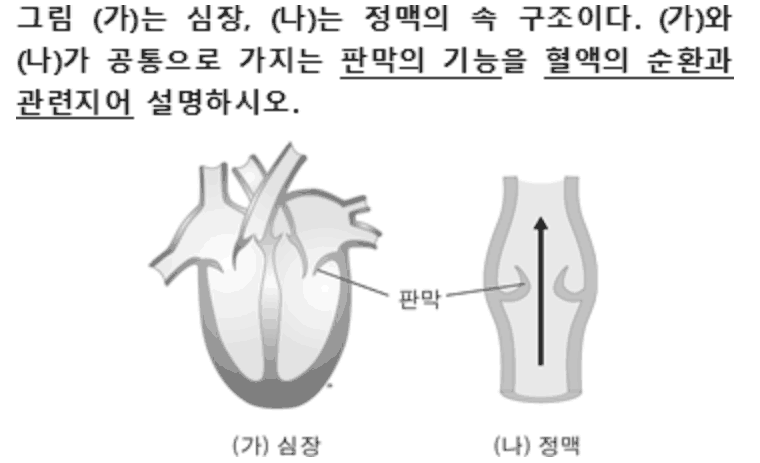 그림 (가)는 심장, (나)는 정맥의 속 구조이다. (가)와
(나)가 공통으로 가지는 판막의 기능을 혈액의 순환과
관련지어 설명하시오.
판막
(가) 심장
(나) 정맥